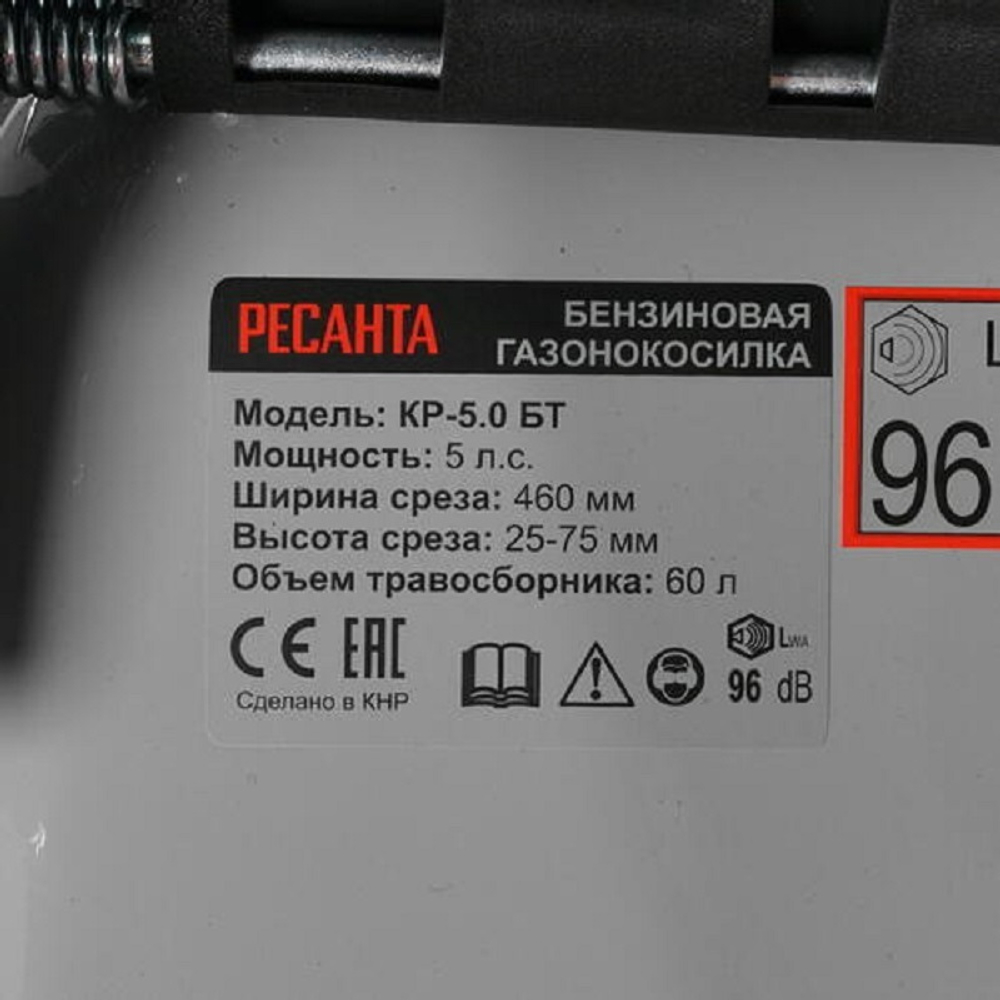 РЕСАНТА
БЕНЗИНОВАЯ
ГАЗОНОКОСИЛКА
Модель: КР-5.0 БТ
Мощность: 5 л.с.
Ширина среза: 460 мм
Высота среза: 25-75 мм
Объем травосборника: 60 л
CE EAC
Сделано в КНР
LWA
96 dB
L
96